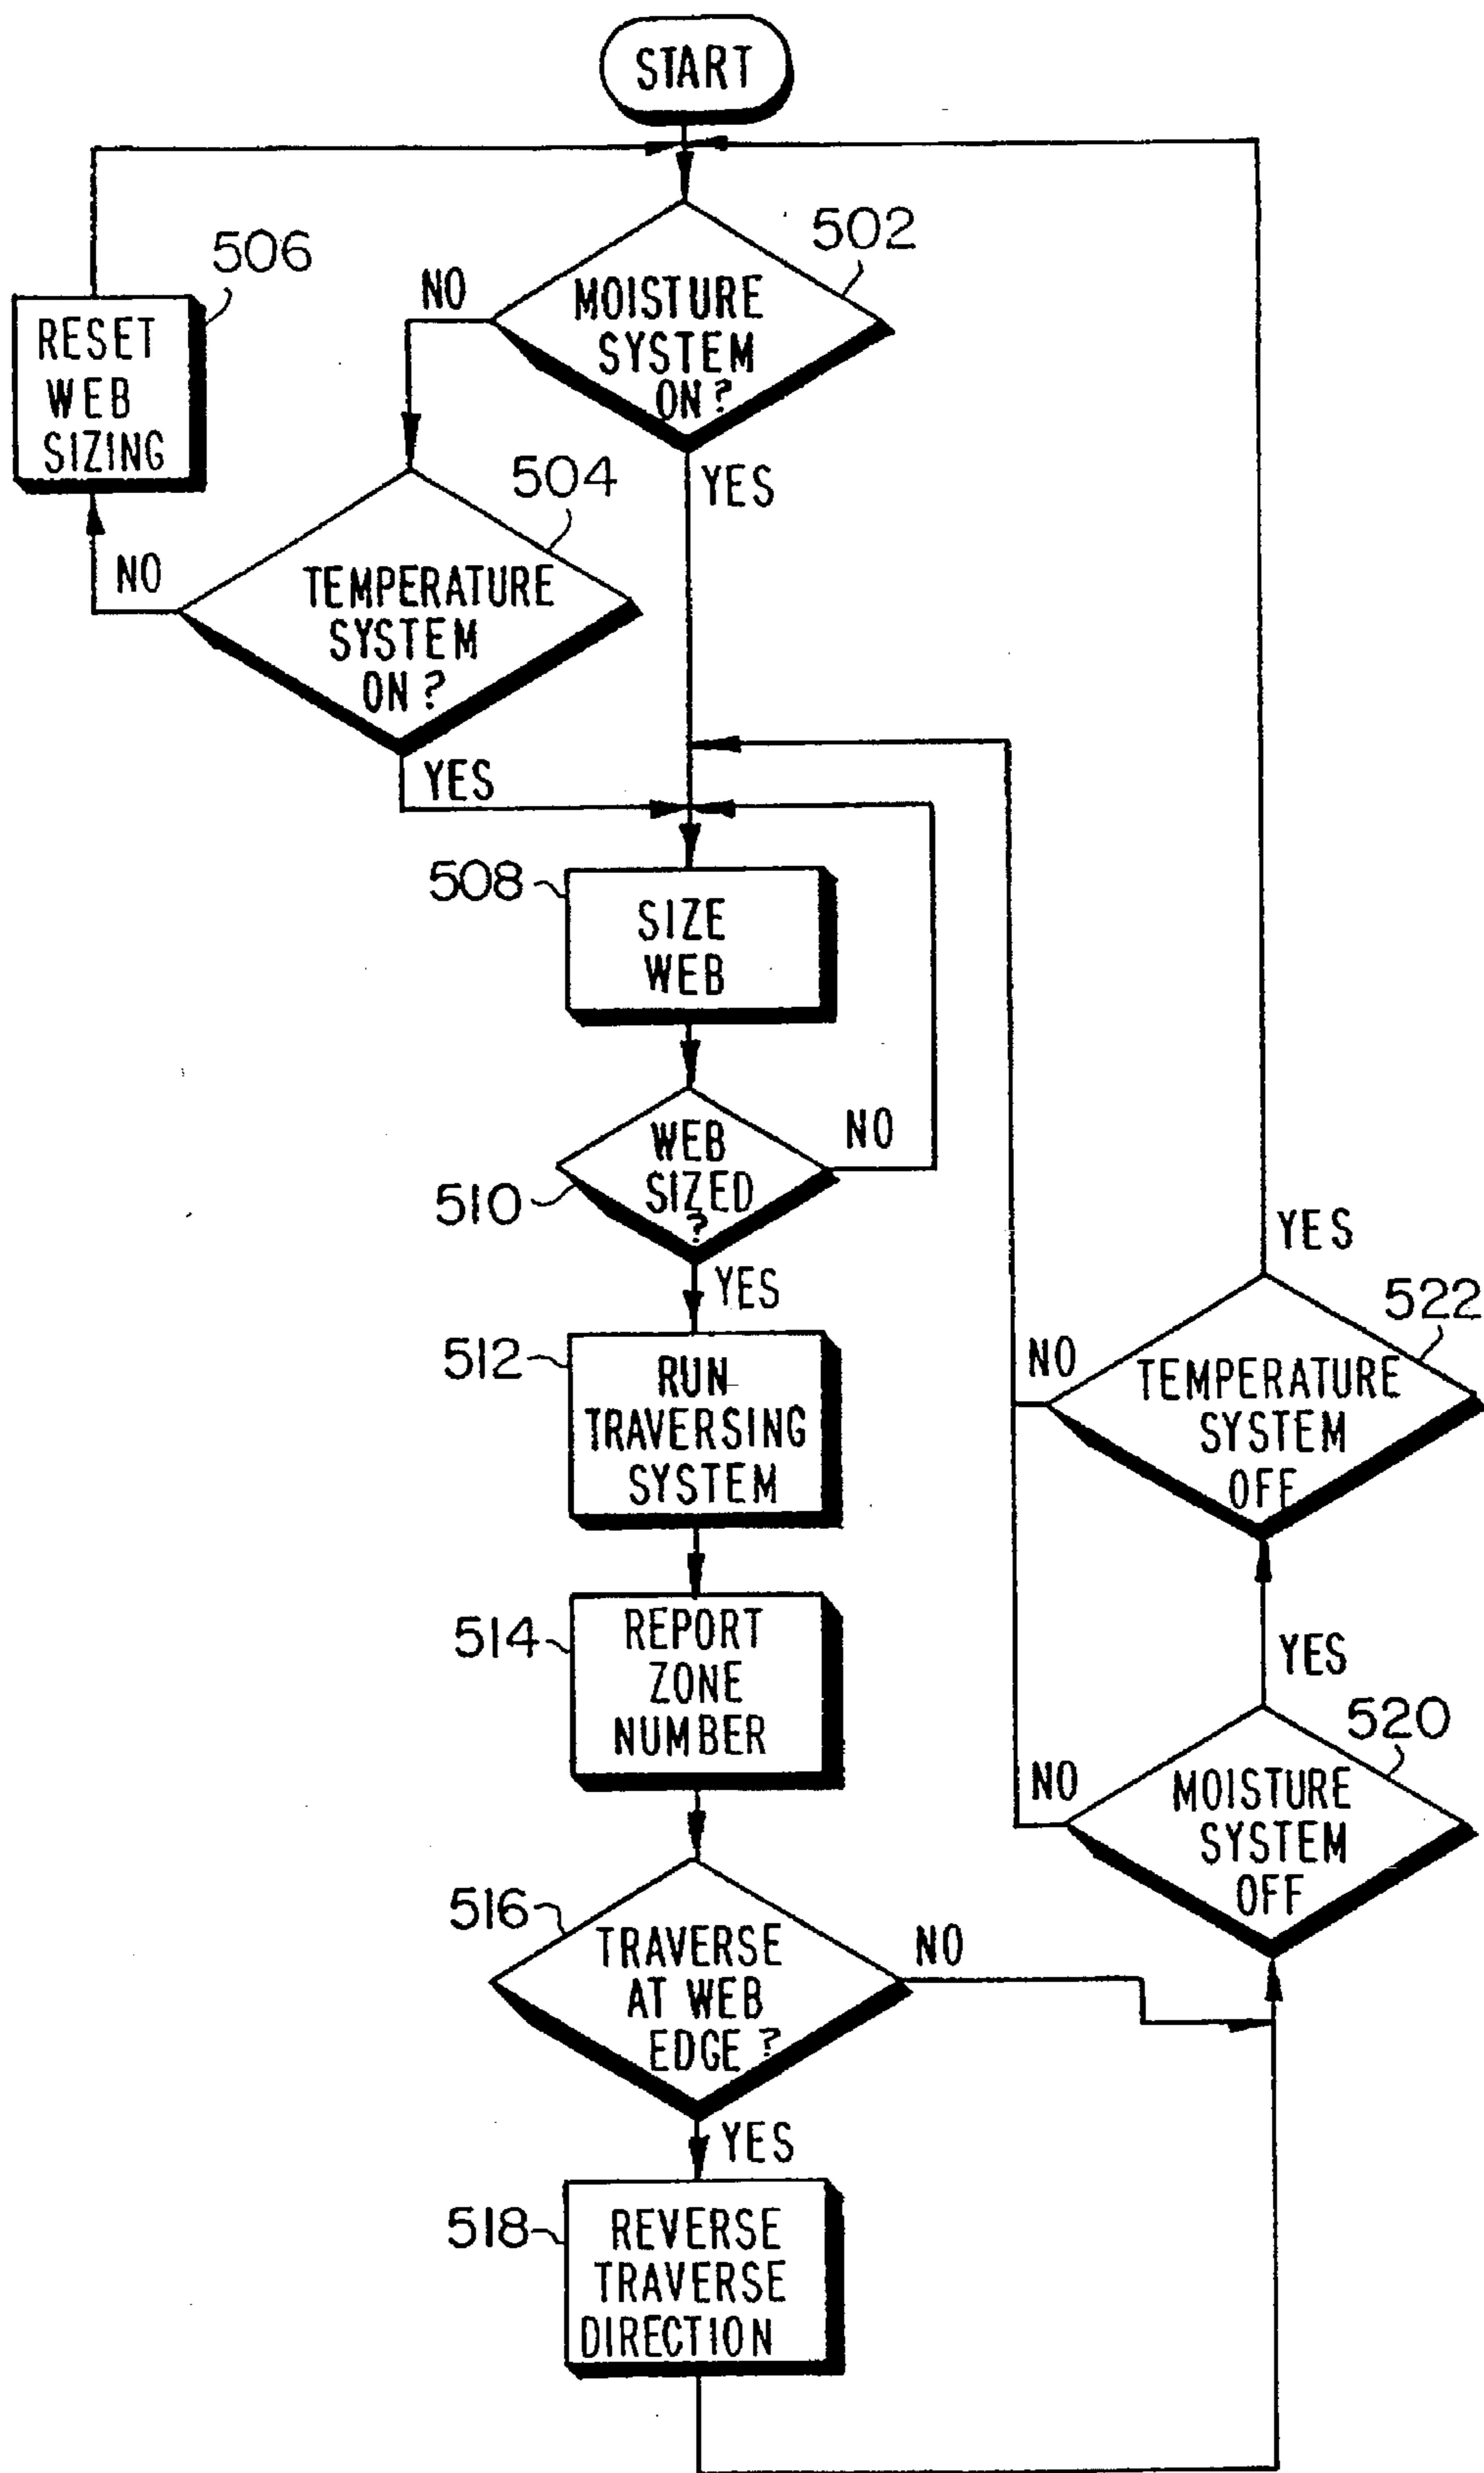 START
502
MOISTURE
SYSTEM
ON ?
NO
YES
506
RESET
WEB
SIZING
504
TEMPERATURE
SYSTEM
ON ?
NO
YES
508
SIZE
WEB
510
WEB
SIZED
?
NO
YES
512
RUN
TRAVERSING
SYSTEM
514
REPORT
ZONE
NUMBER
516
TRAVERSE
AT WEB
EDGE ?
NO
YES
518
REVERSE
TRAVERSE
DIRECTION
520
MOISTURE
SYSTEM
OFF
NO
YES
522
TEMPERATURE
SYSTEM
OFF
NO
YES